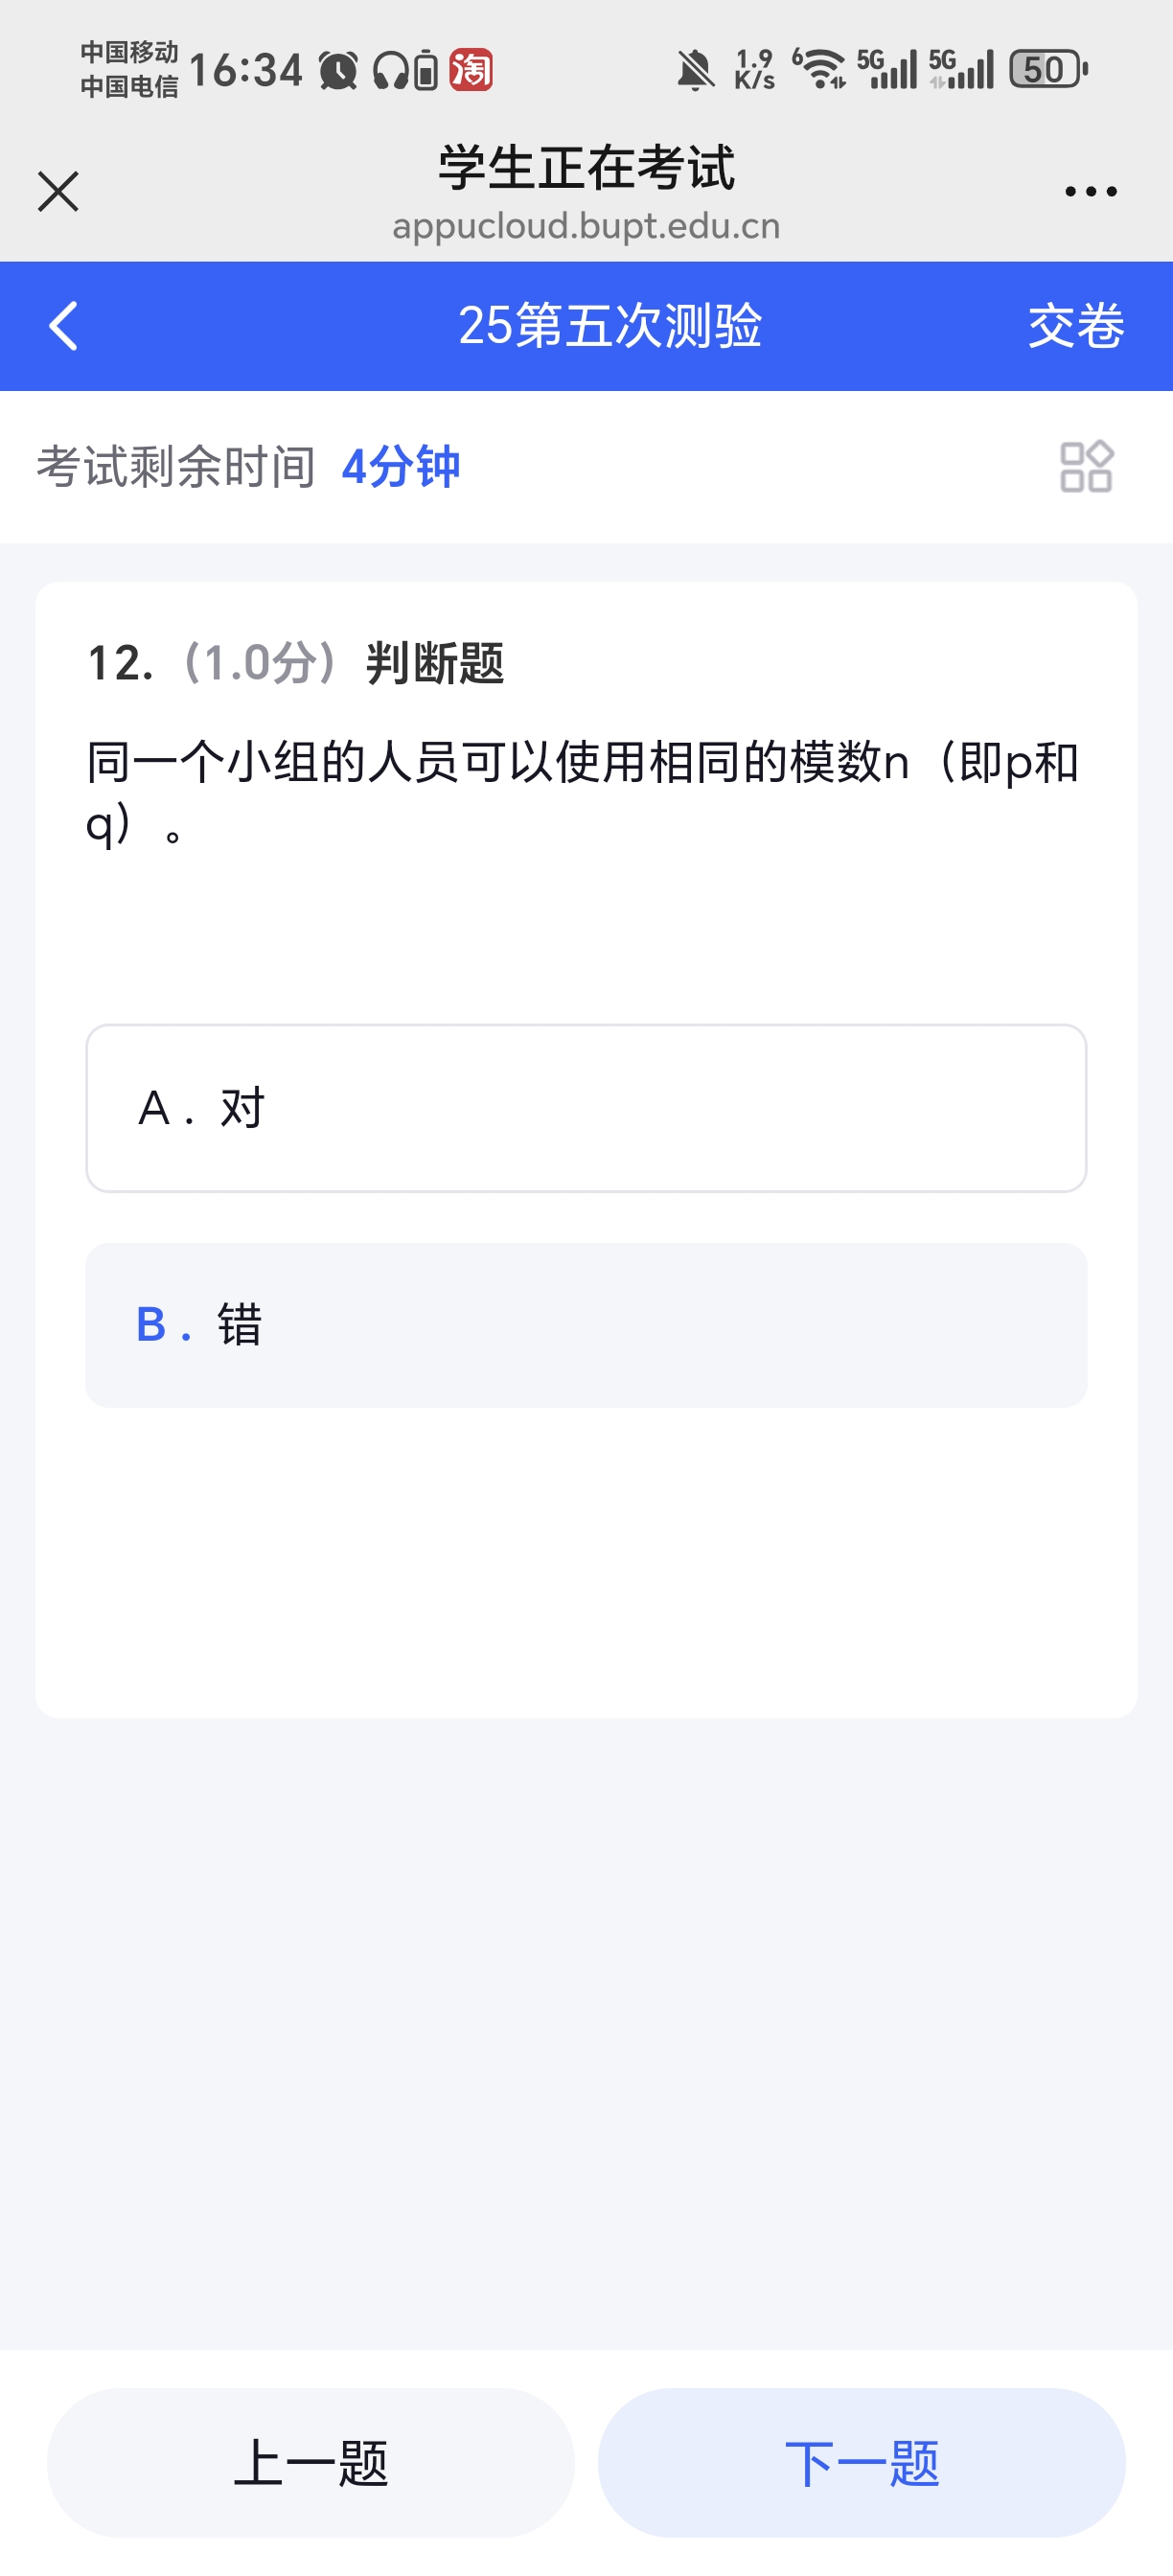 中国移动
中国电信
16:34
淘
1.9
K/s
6
5G
5G
50
学生正在考试
appucloud.bupt.edu.cn
25第五次测验
交卷
考试剩余时间 4分钟
12.（1.0分）判断题
同一个小组的人员可以使用相同的模数n（即p和
q）。
A. 对
B. 错
上一题
下一题